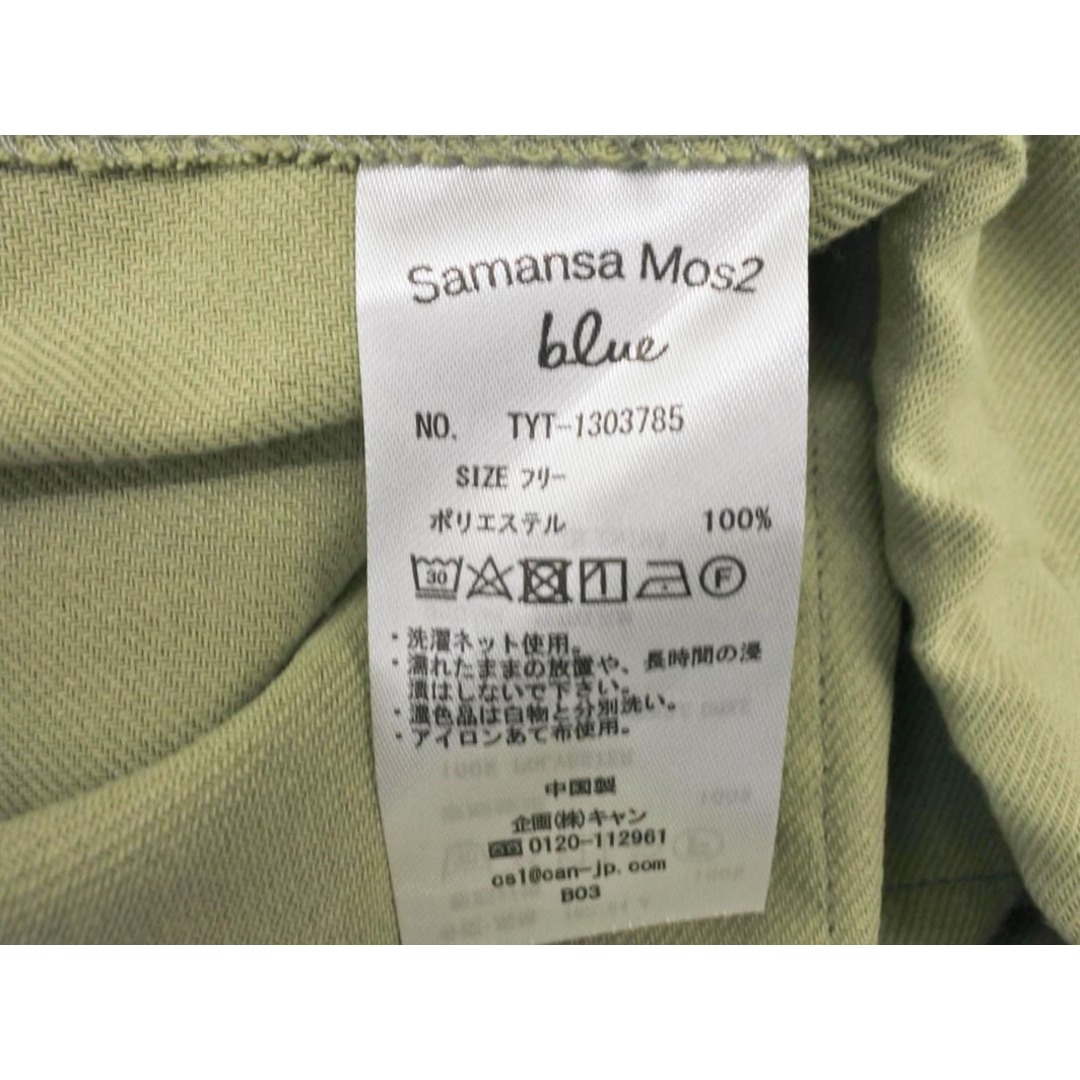 Samansa Mos2
blue
NO. TYT-1303785
SIZE フリー
ポリエステル 100%
30 F
・洗濯ネット使用。
・濡れたままの放置や、長時間の浸
漬はしないで下さい。
・濃色品は白物と分別洗い。
・アイロンあて布使用。
中国製
企画(株)キャン
0120-112961
cs1@can-jp.com
B03